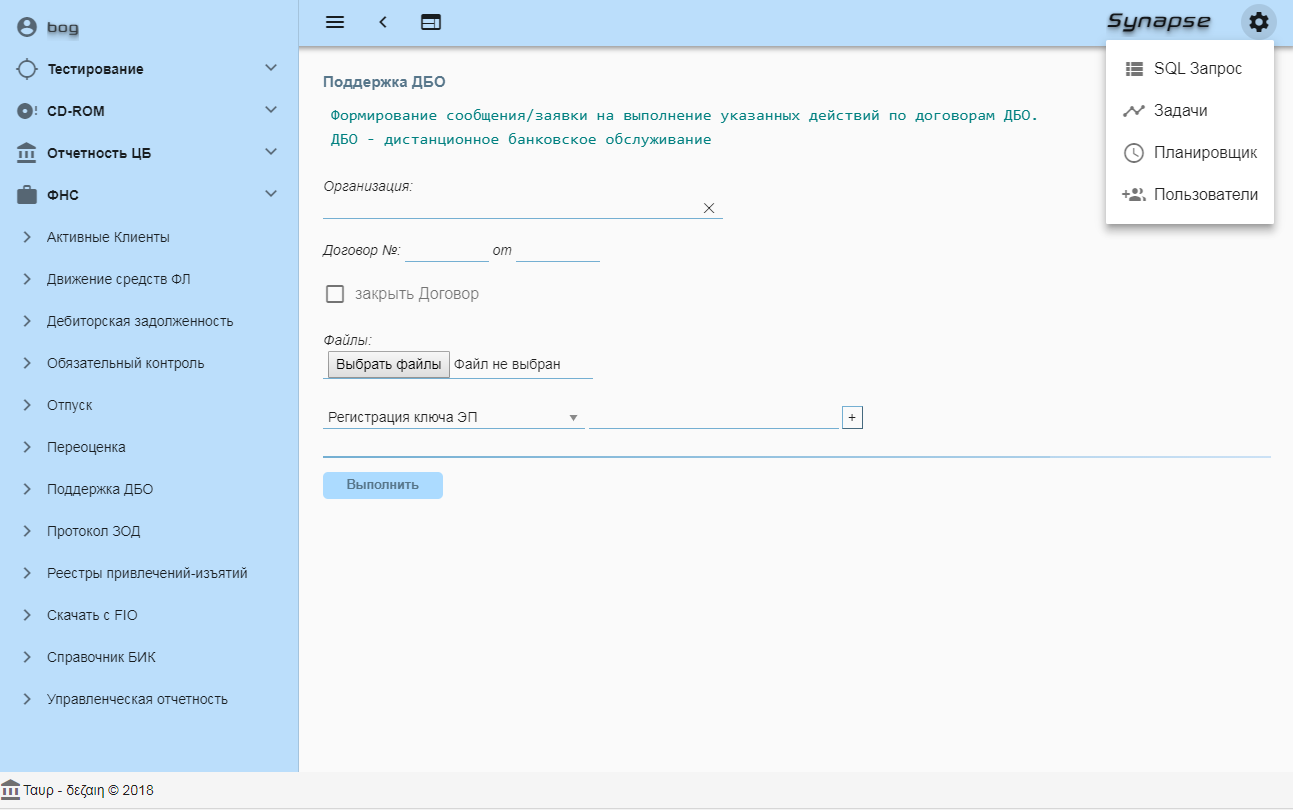 bog
Synapse
Тестирование
CD-ROM
Отчетность ЦБ
ФНС
Активные Клиенты
Движение средств ФЛ
Дебиторская задолженность
Обязательный контроль
Отпуск
Переоценка
Поддержка ДБО
Протокол ЗОД
Реестры привлечений-изъятий
Скачать с FIO
Справочник БИК
Управленческая отчетность
SQL Запрос
Задачи
Планировщик
Пользователи
Поддержка ДБО
Формирование сообщения/заявки на выполнение указанных действий по договорам ДБО.
ДБО - дистанционное банковское обслуживание
Организация:
Договор №: от
закрыть Договор
Файлы:
Выбрать файлы Файл не выбран
Регистрация ключа ЭП +
Выполнить
Ταυρ - δεζαιη © 2018